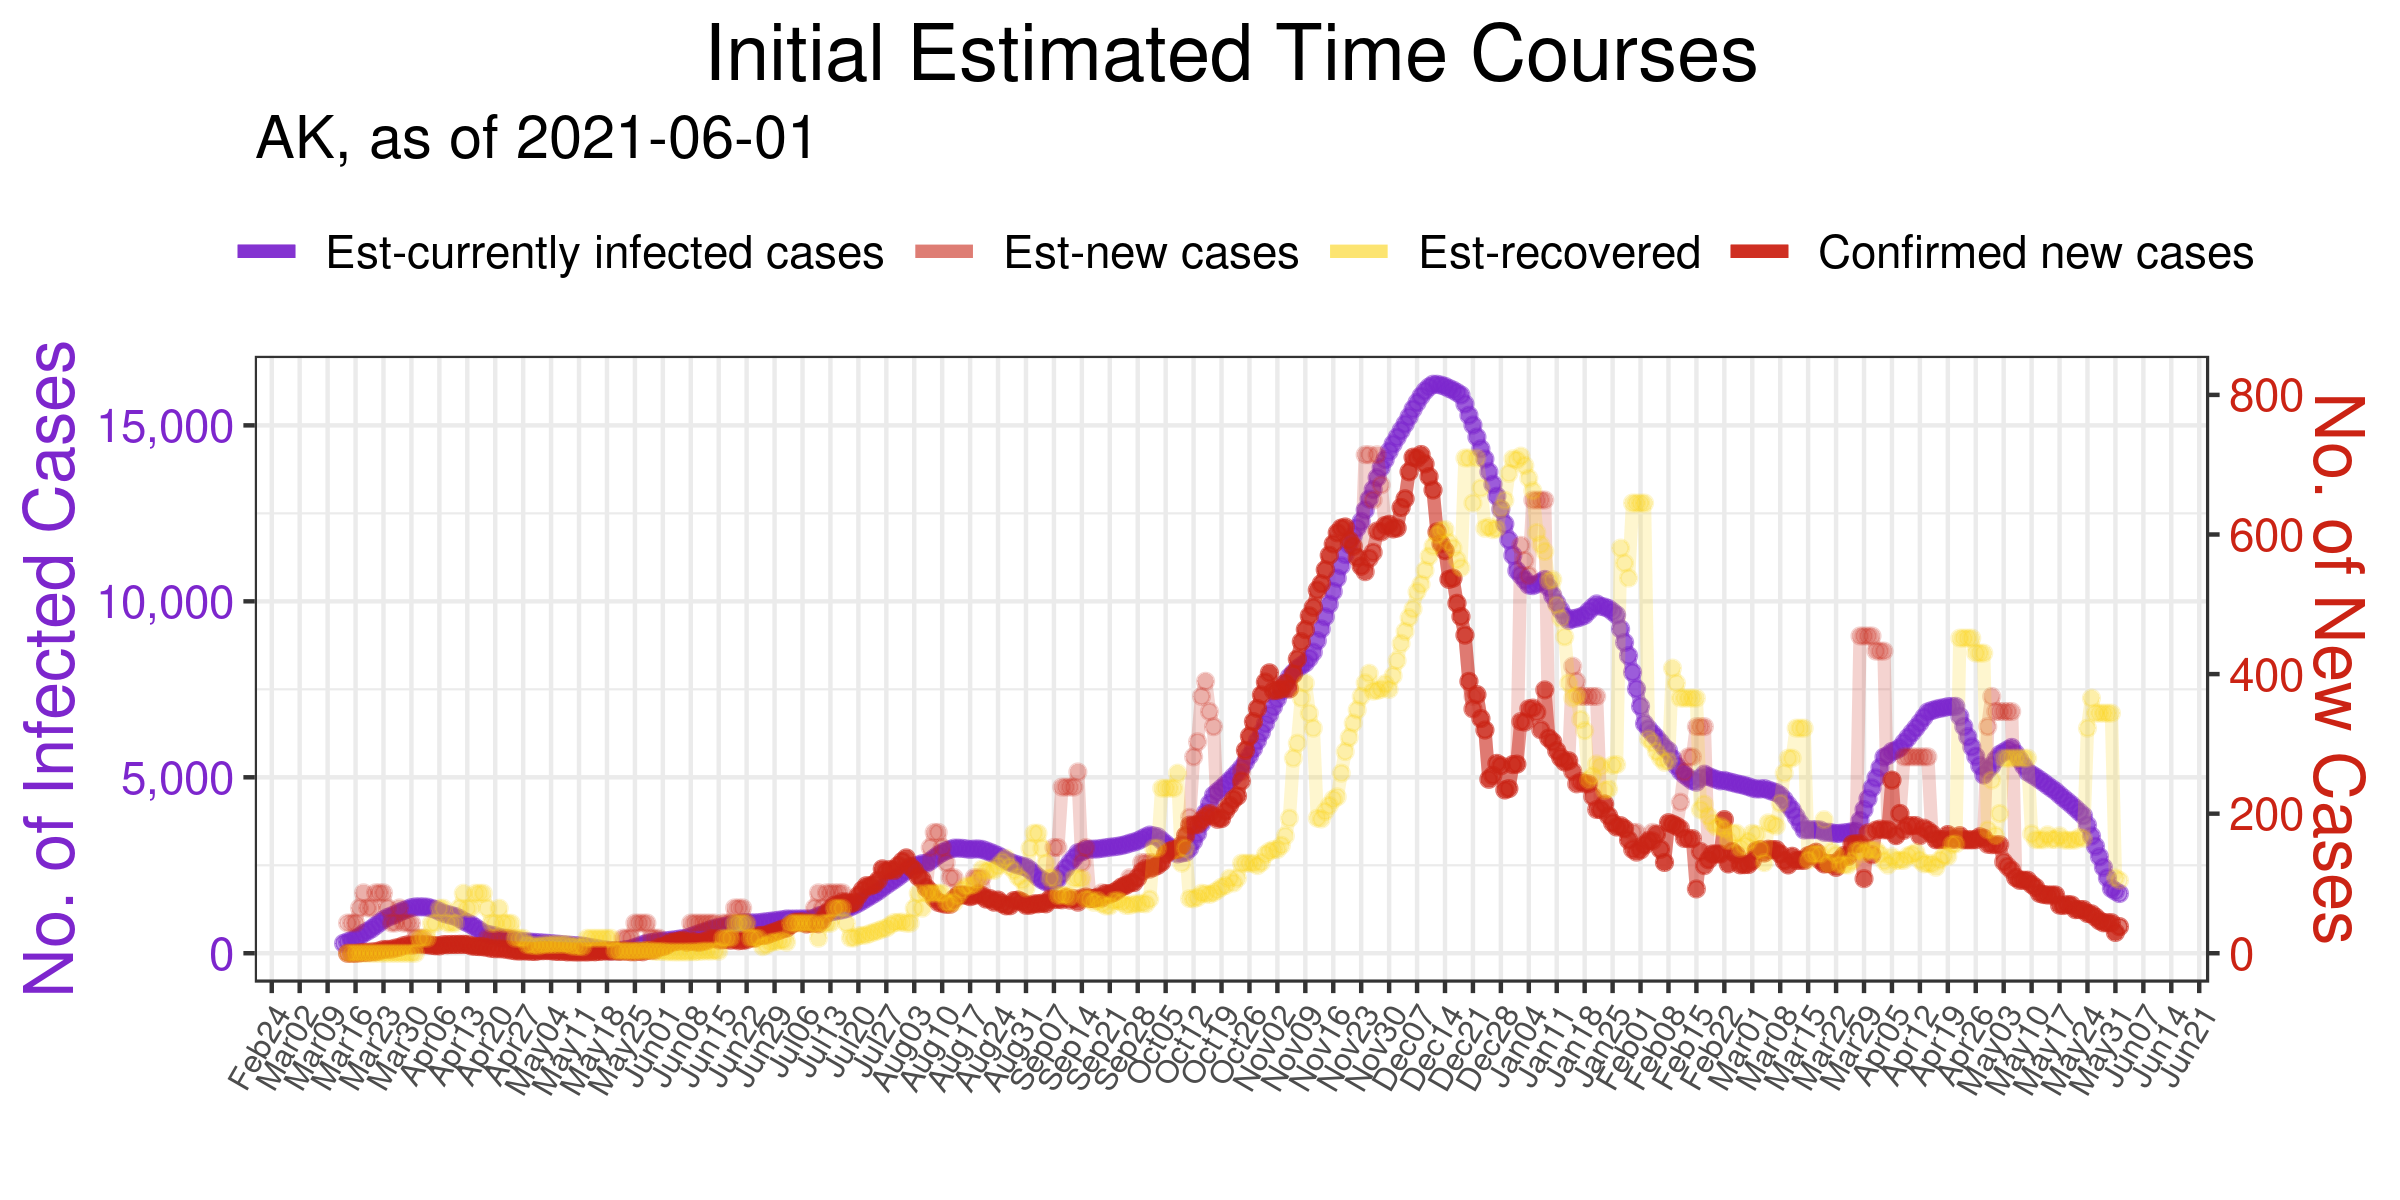 Initial Estimated Time Courses
AK, as of 2021-06-01
Est-currently infected cases Est-new cases Est-recovered Confirmed new cases
No. of Infected Cases
15,000
10,000
5,000
0
800
600
400
200
0
No. of New Cases
Feb24 Mar02 Mar09 Mar16 Mar23 Mar30 Apr06 Apr13 Apr20 Apr27 May04 May11 May18 May25 Jun01 Jun08 Jun15 Jun22 Jun29 Jul06 Jul13 Jul20 Jul27 Aug03 Aug10 Aug17 Aug24 Aug31 Sep07 Sep14 Sep21 Sep28 Oct05 Oct12 Oct19 Oct26 Nov02 Nov09 Nov16 Nov23 Nov30 Dec07 Dec14 Dec21 Dec28 Jan04 Jan11 Jan18 Jan25 Feb01 Feb08 Feb15 Feb22 Mar01 Mar08 Mar15 Mar22 Mar29 Apr05 Apr12 Apr19 Apr26 May03 May10 May17 May24 May31 Jun07 Jun14 Jun21